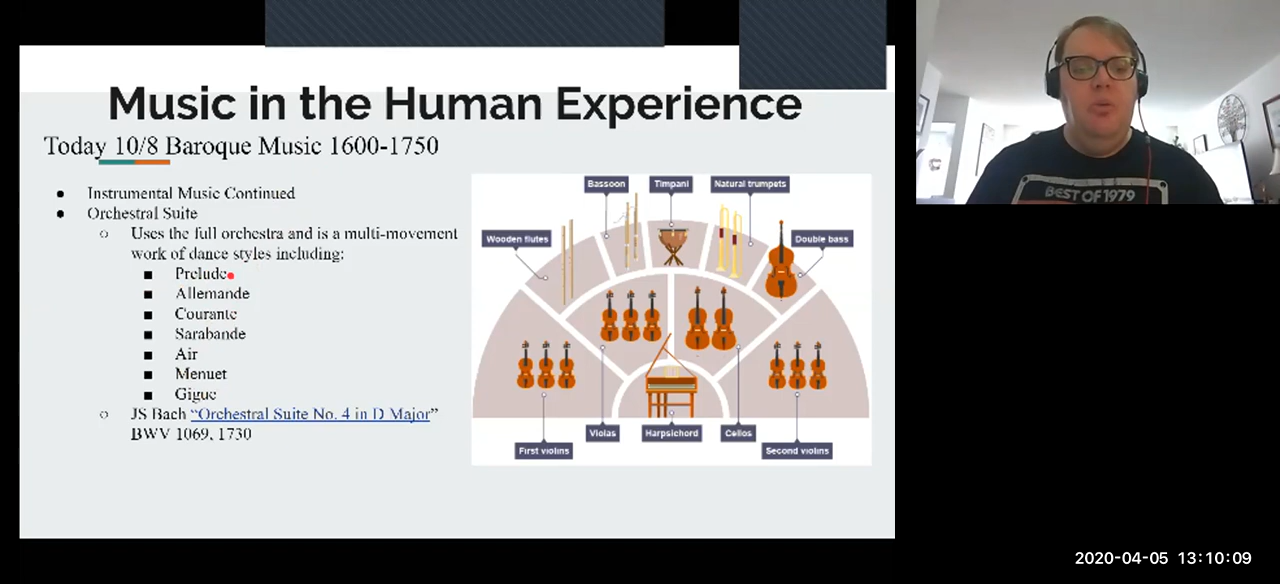 Music in the Human Experience
Today 10/8 Baroque Music 1600-1750
● Instrumental Music Continued
● Orchestral Suite
○ Uses the full orchestra and is a multi-movement
work of dance styles including:
■ Prelude
■ Allemande
■ Courante
■ Sarabande
■ Air
■ Menuet
■ Gigue
○ JS Bach “Orchestral Suite No. 4 in D Major”
BWV 1069, 1730
Bassoon
Timpani
Natural trumpets
Wooden flutes
Double bass
Violas
Harpsichord
Cellos
First violins
Second violins
BEST OF 1979
2020-04-05 13:10:09